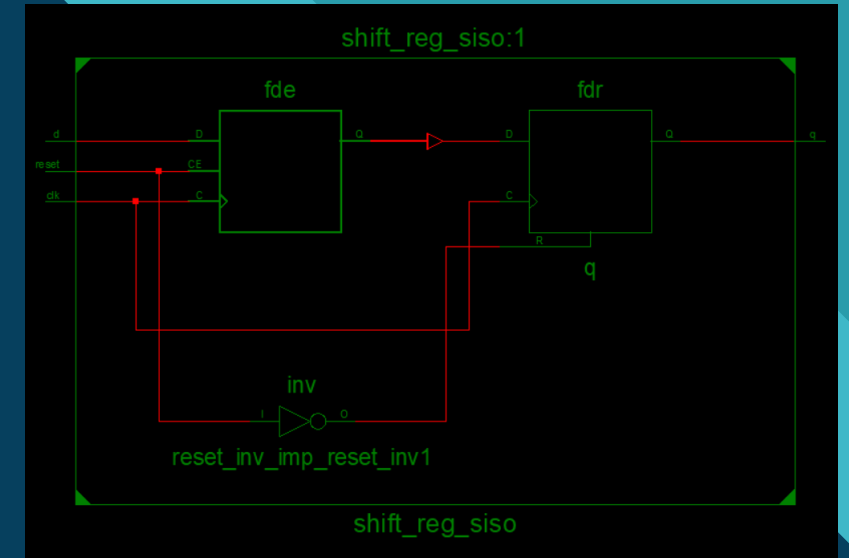 shift_reg_siso:1
fde
fdr
d
D
Q
D
Q
q
reset
CE
clk
C
C
R
q
inv
I
O
reset_inv_imp_reset_inv1
shift_reg_siso